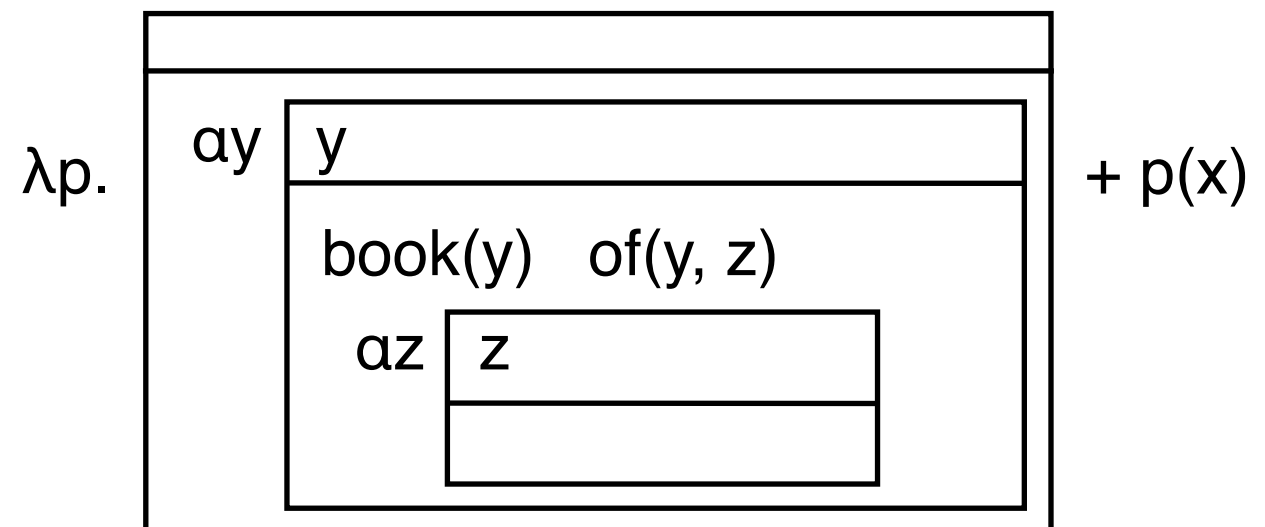 λp.
αy
y
+ p(x)
book(y) of(y, z)
αz
z